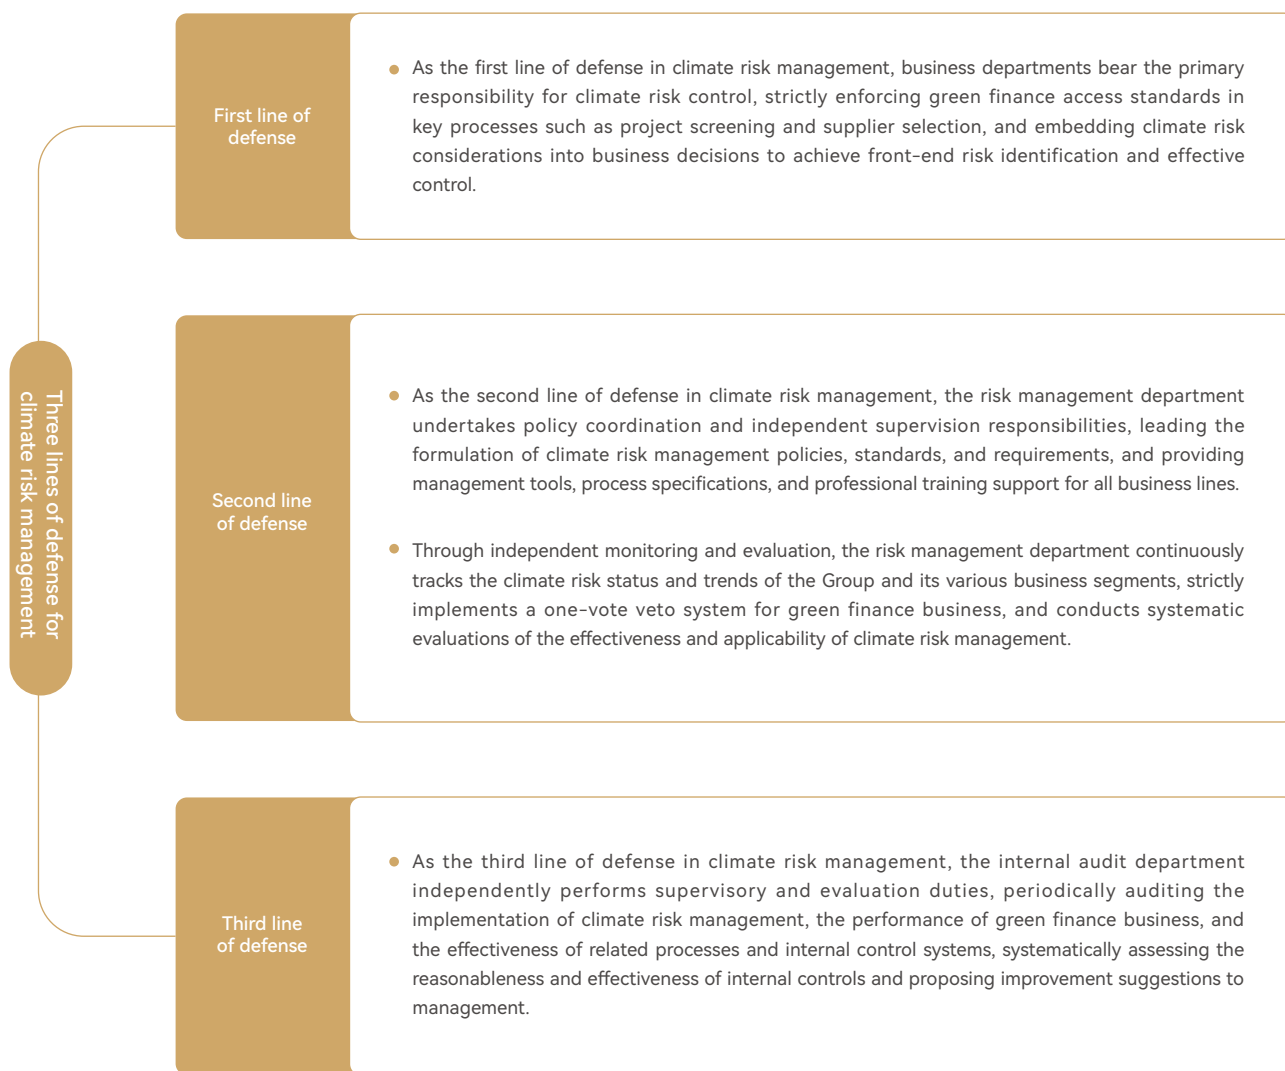 Three lines of defense for
climate risk management
First line of
defense
As the first line of defense in climate risk management, business departments bear the primary
responsibility for climate risk control, strictly enforcing green finance access standards in
key processes such as project screening and supplier selection, and embedding climate risk
considerations into business decisions to achieve front-end risk identification and effective
control.
Second line
of defense
As the second line of defense in climate risk management, the risk management department
undertakes policy coordination and independent supervision responsibilities, leading the
formulation of climate risk management policies, standards, and requirements, and providing
management tools, process specifications, and professional training support for all business lines.
Through independent monitoring and evaluation, the risk management department continuously
tracks the climate risk status and trends of the Group and its various business segments, strictly
implements a one-vote veto system for green finance business, and conducts systematic
evaluations of the effectiveness and applicability of climate risk management.
Third line
of defense
As the third line of defense in climate risk management, the internal audit department
independently performs supervisory and evaluation duties, periodically auditing the
implementation of climate risk management, the performance of green finance business, and
the effectiveness of related processes and internal control systems, systematically assessing the
reasonableness and effectiveness of internal controls and proposing improvement suggestions to
management.